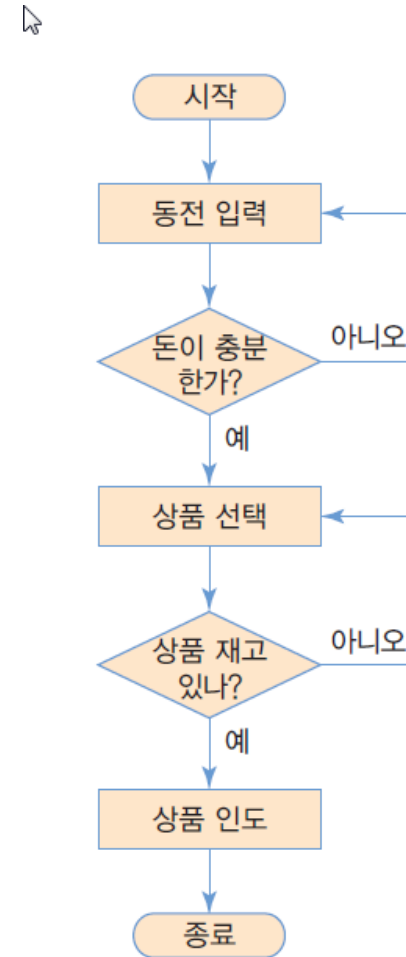 시작
동전 입력
돈이 충분
한가?
아니오
예
상품 선택
상품 재고
있나?
아니오
예
상품 인도
종료